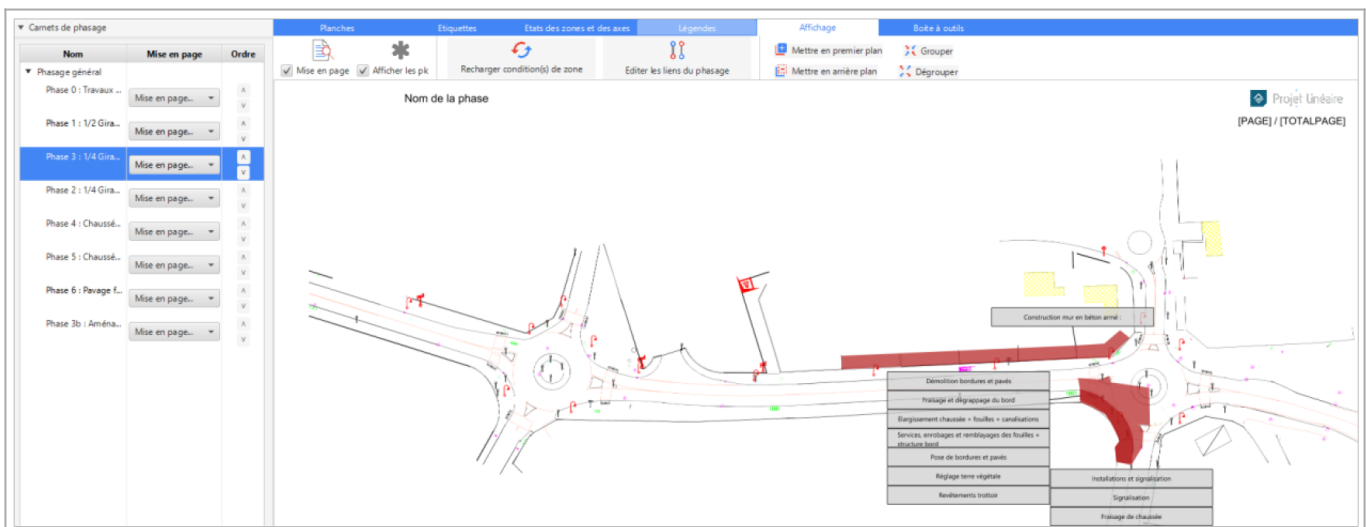 Carnets de phasage
Planches Etiquettes Etats des zones et des axes Légendes Affichage Boite à outils
Nom Mise en page Ordre
Mise en page Afficher les pk
Recharger condition(s) de zone
Editer les liens du phasage
Mettre en premier plan Grouper
Mettre en arrière plan Dégrouper
Phasage général
Phase 0 : Travaux ... Mise en page...
Phase 1 : 1/2 Gira... Mise en page...
Phase 3 : 1/4 Gira... Mise en page...
Phase 2 : 1/4 Gira... Mise en page...
Phase 4 : Chaussé... Mise en page...
Phase 5 : Chaussé... Mise en page...
Phase 6 : Pavage f... Mise en page...
Phase 3b : Aména... Mise en page...
Nom de la phase
Projet Linéaire
[PAGE] / [TOTALPAGE]
Construction mur en béton armé :
Démolition bordures et pavés
Fraisage et dégrappage du bord
Elargissement chaussée + fouilles + canalisations
Services, enrobages et remblayages des fouilles +
structure bord
Pose de bordures et pavés
Réglage terre végétale
Revêtements trottoir
Installations et signalisation
Signalisation
Fraisage de chaussée